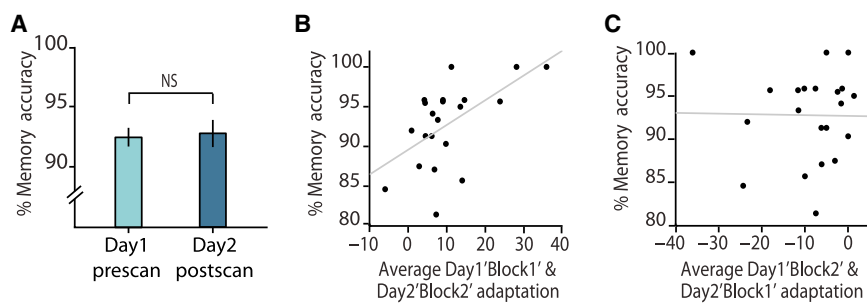 A
% Memory accuracy
100
95
90
NS
Day1
prescan
Day2
postscan
B
% Memory accuracy
100
95
90
85
80
−10 0 10 20 30 40
Average Day1'Block1' &
Day2'Block2' adaptation
C
% Memory accuracy
100
95
90
85
80
−40 −30 −20 −10 0
Average Day1'Block2' &
Day2'Block1' adaptation